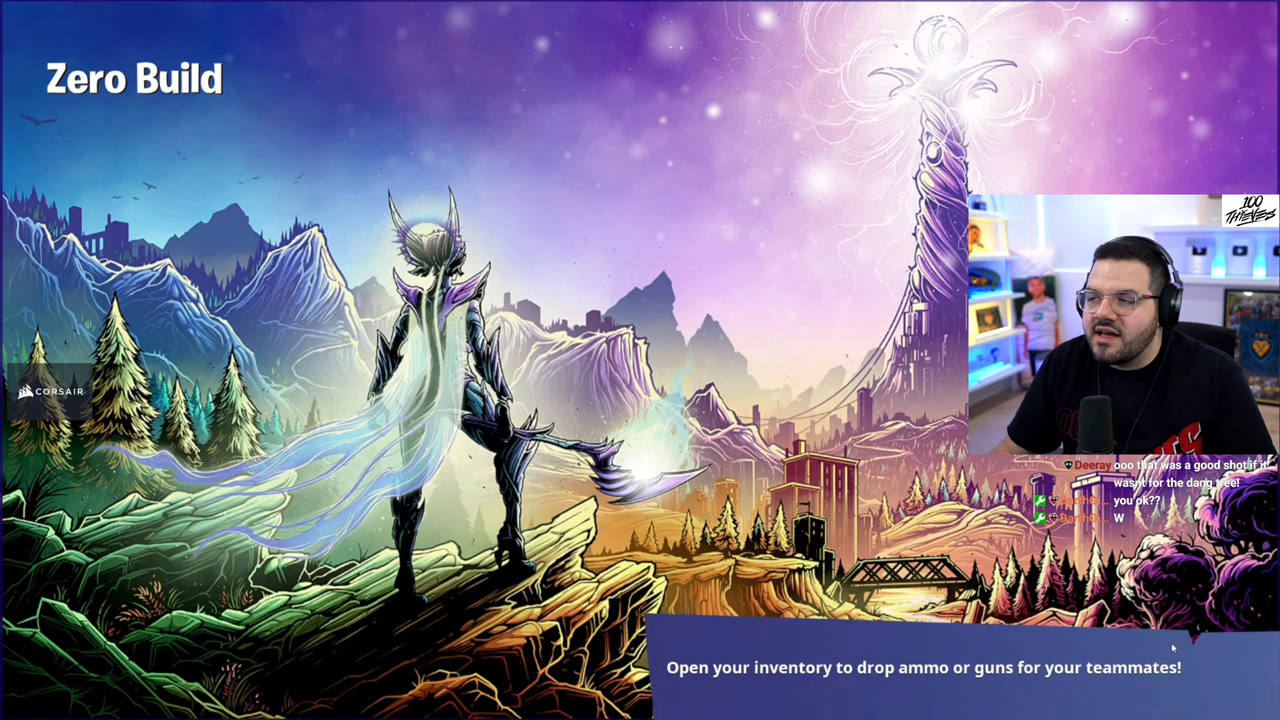 Zero Build
100
THIEVES
CORSAIR
Deeray ooo that was a good shot if it
wasnt for the dang tree!
you ok??
W
Open your inventory to drop ammo or guns for your teammates!